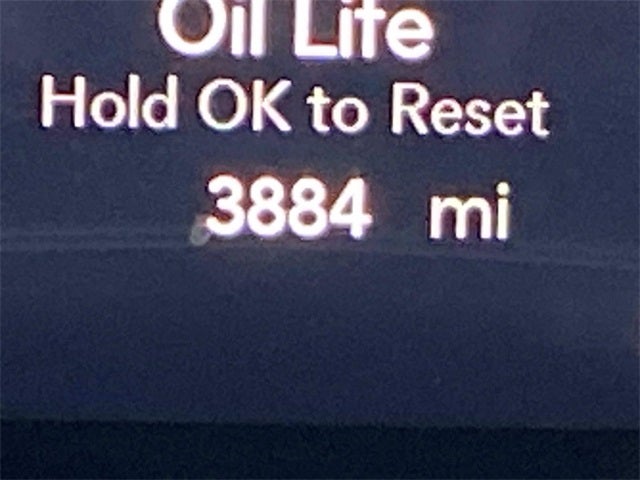 Oil Life
Hold OK to Reset
3884 mi